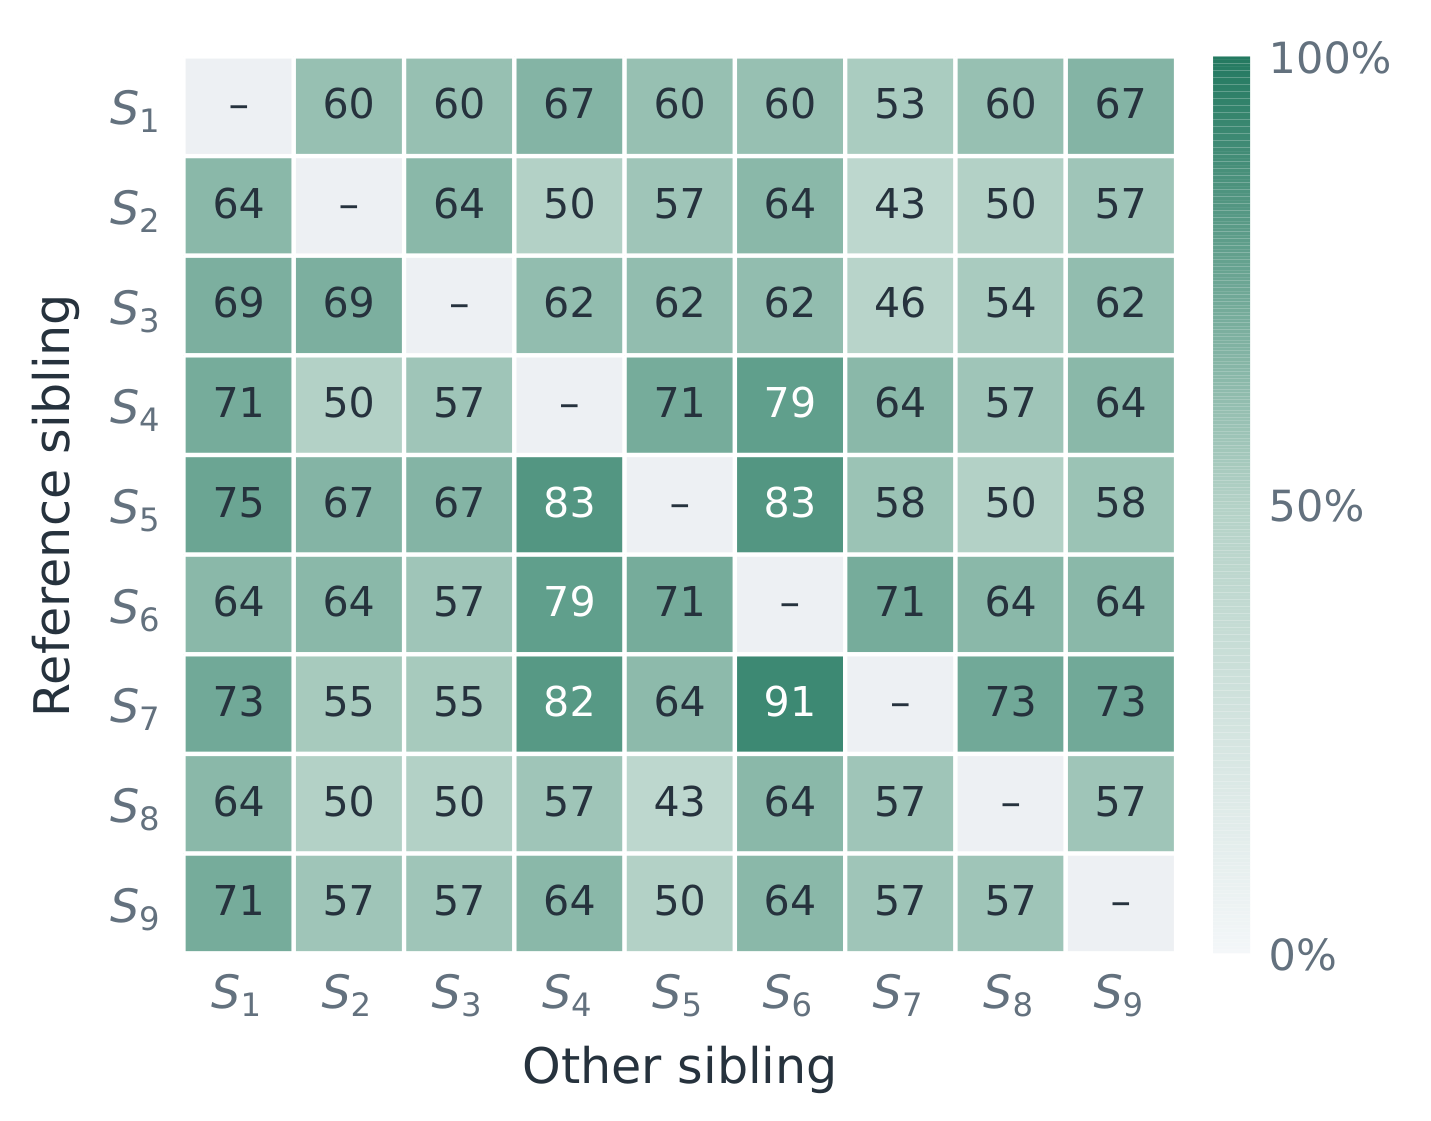 100%
S1 – 60 60 67 60 60 53 60 67
S2 64 – 64 50 57 64 43 50 57
S3 69 69 – 62 62 62 46 54 62
S4 71 50 57 – 71 79 64 57 64
S5 75 67 67 83 – 83 58 50 58
50%
S6 64 64 57 79 71 – 71 64 64
S7 73 55 55 82 64 91 – 73 73
S8 64 50 50 57 43 64 57 – 57
S9 71 57 57 64 50 64 57 57 –
0%
S1 S2 S3 S4 S5 S6 S7 S8 S9
Other sibling
Reference sibling